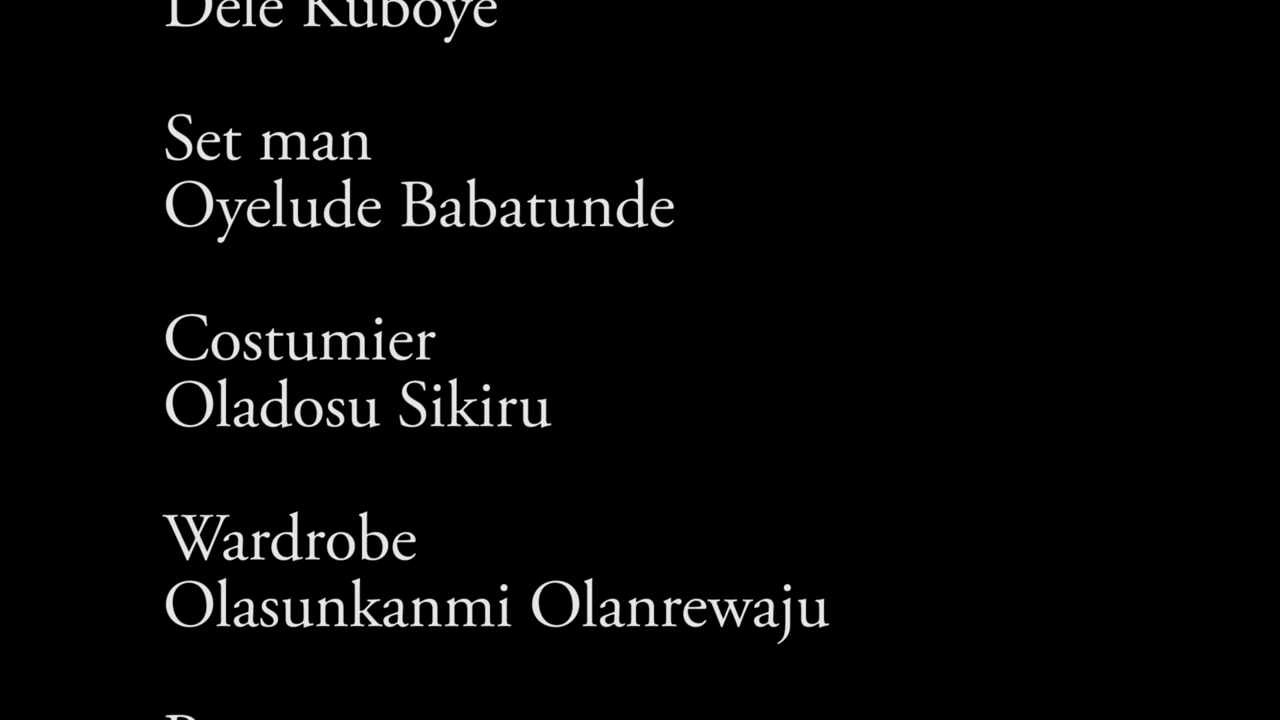 Dele Kuboye
Set man
Oyelude Babatunde
Costumier
Oladosu Sikiru
Wardrobe
Olasunkanmi Olanrewaju